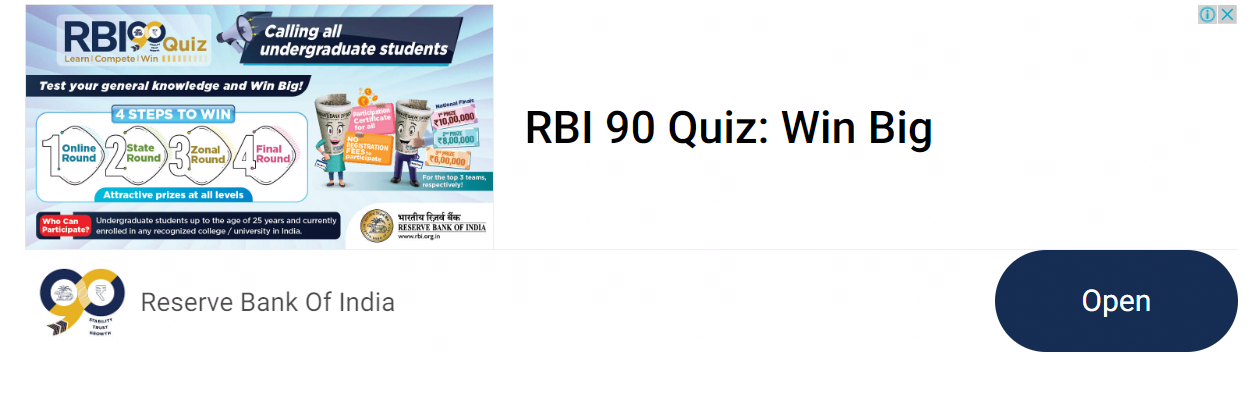 RBI90Quiz
Learn|Compete|Win
Calling all
undergraduate students
Test your general knowledge and Win Big!
4 STEPS TO WIN
1 Online Round
2 State Round
3 Zonal Round
4 Final Round
Attractive prizes at all levels
Participation
Certificate
for all
NO
REGISTRATION
FEES to
participate
National Finals
1st PRIZE
₹10,00,000
2nd PRIZE
₹8,00,000
3rd PRIZE
₹6,00,000
For the top 3 teams,
respectively!
Who Can
Participate?
Undergraduate students up to the age of 25 years and currently
enrolled in any recognized college / university in India.
भारतीय रिज़र्व बैंक
RESERVE BANK OF INDIA
www.rbi.org.in
RBI 90 Quiz: Win Big
90
STABILITY
TRUST
GROWTH
Reserve Bank Of India
Open